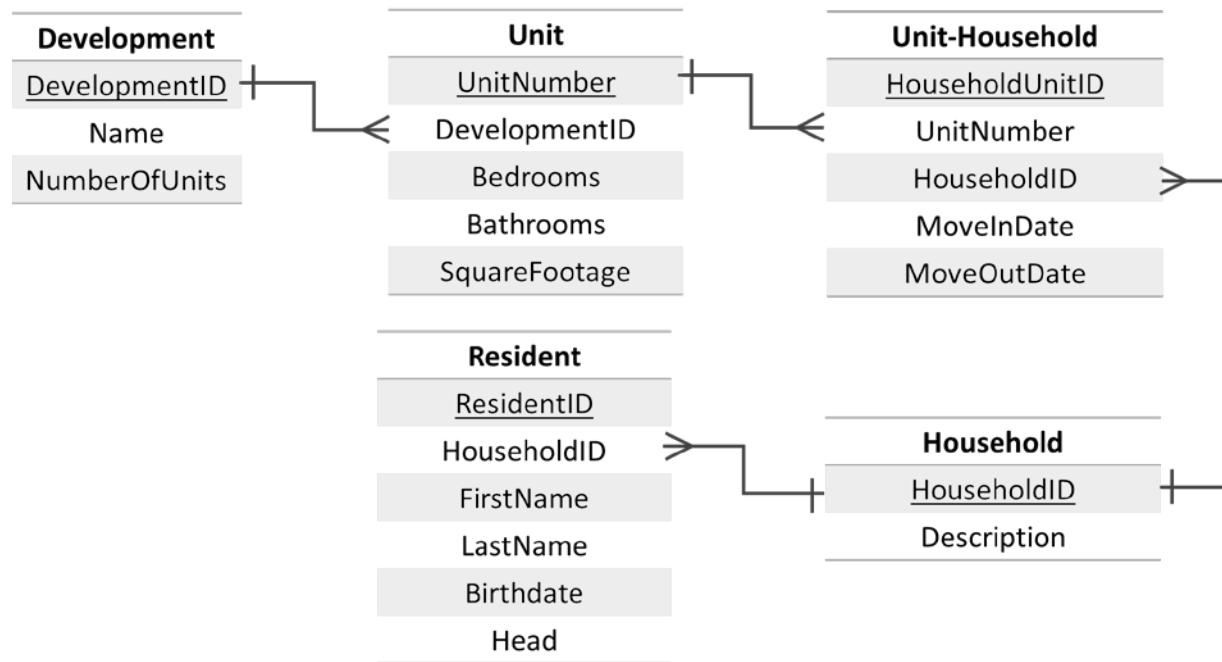 Development
DevelopmentID
Name
NumberOfUnits
Unit
UnitNumber
DevelopmentID
Bedrooms
Bathrooms
SquareFootage
Unit-Household
HouseholdUnitID
UnitNumber
HouseholdID
MoveInDate
MoveOutDate
Resident
ResidentID
HouseholdID
FirstName
LastName
Birthdate
Head
Household
HouseholdID
Description